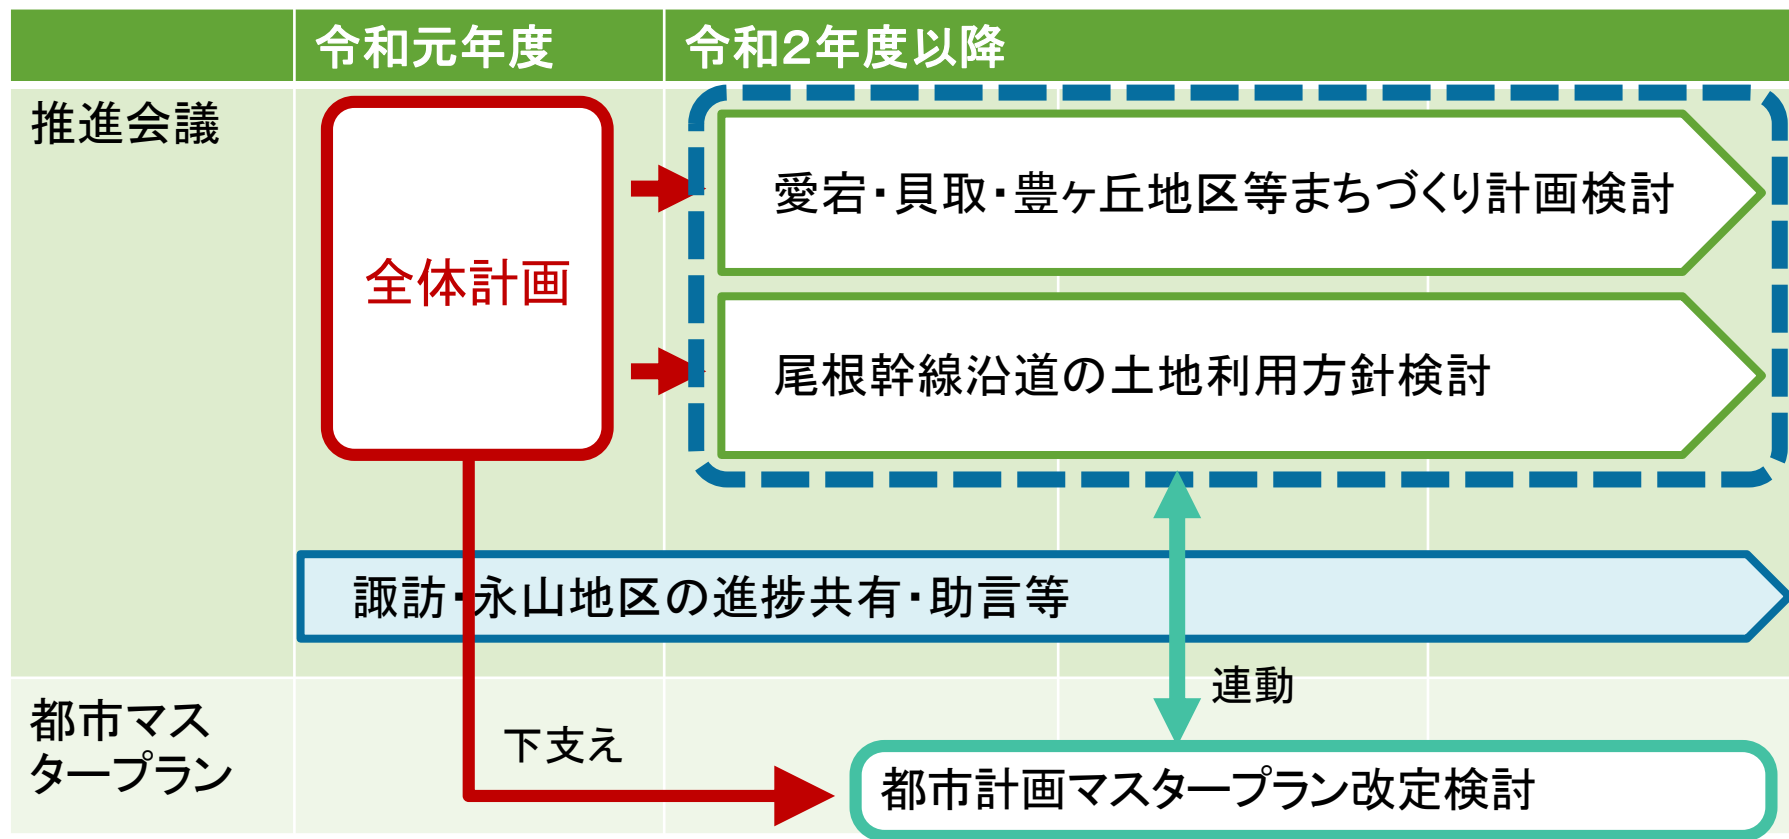 令和元年度
令和2年度以降
推進会議
全体計画
愛宕・貝取・豊ヶ丘地区等まちづくり計画検討
尾根幹線沿道の土地利用方針検討
諏訪・永山地区の進捗共有・助言等
連動
都市マス
タープラン
下支え
都市計画マスタープラン改定検討